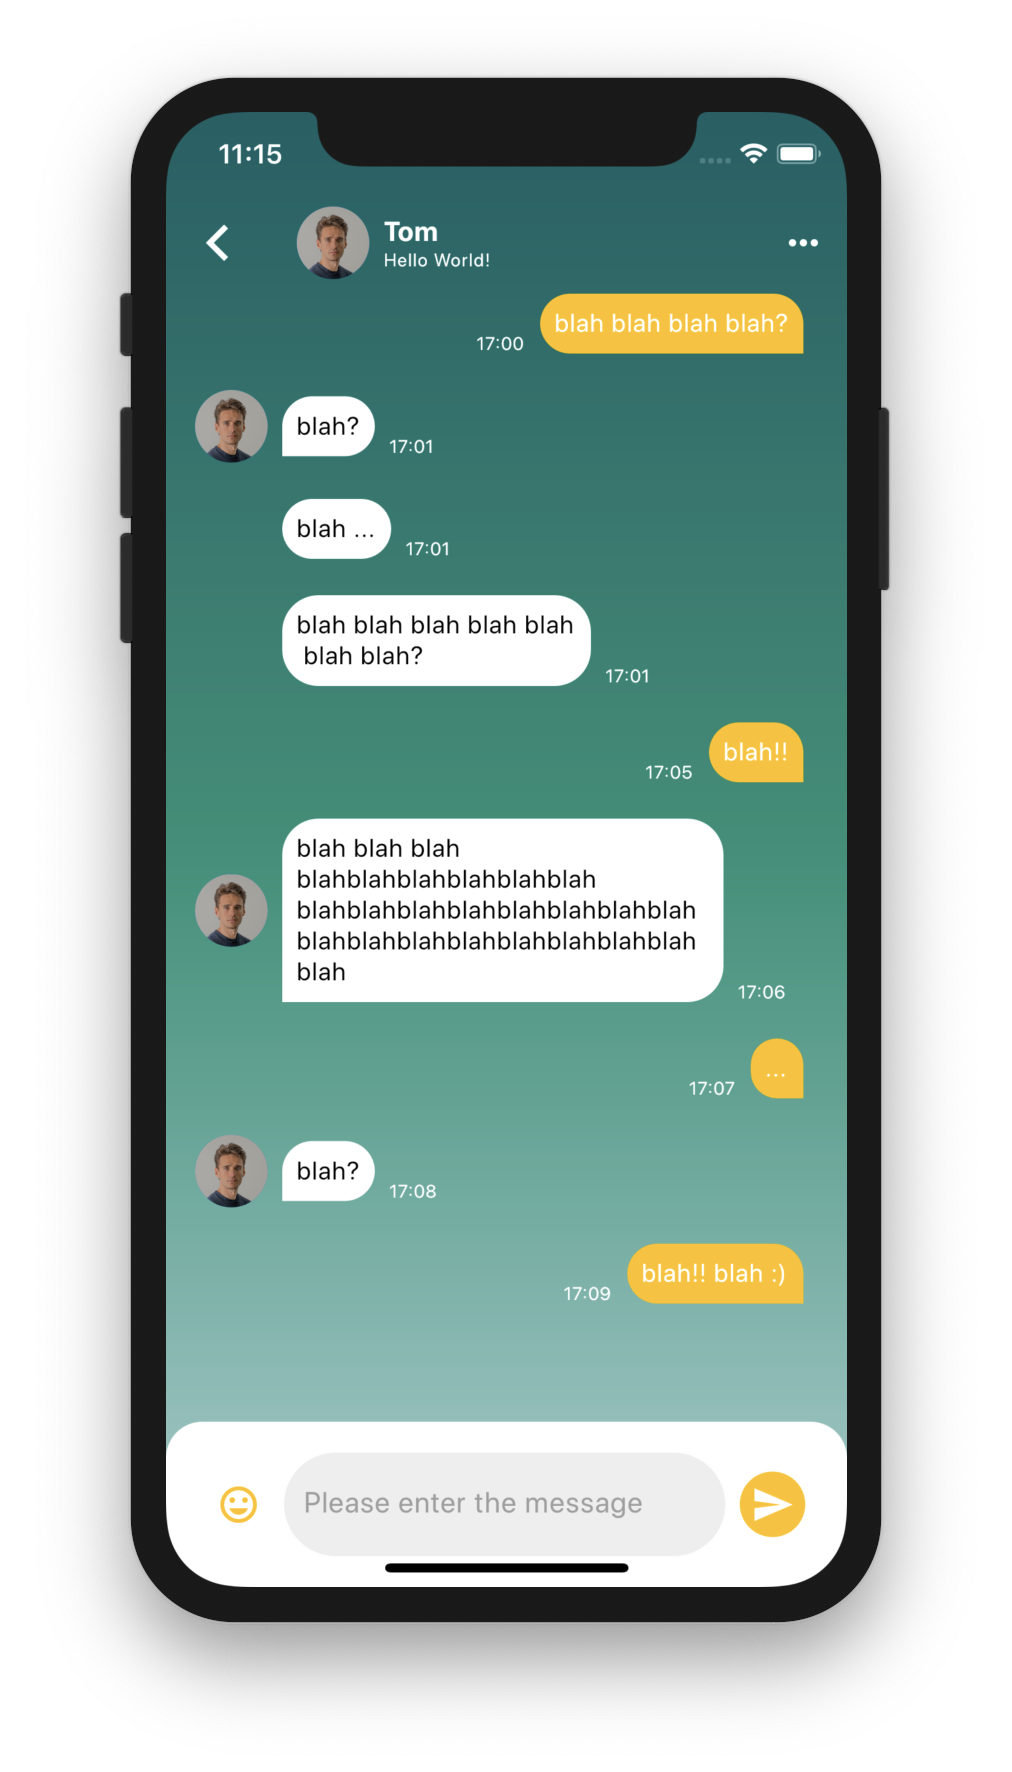 11:15
Tom
Hello World!
blah blah blah blah?
17:00
blah?
17:01
blah ...
17:01
blah blah blah blah blah
blah blah?
17:01
blah!!
17:05
blah blah blah
blahblahblahblahblahblah
blahblahblahblahblahblahblahblah
blahblahblahblahblahblahblahblah
blah
17:06
...
17:07
blah?
17:08
blah!! blah :)
17:09
Please enter the message